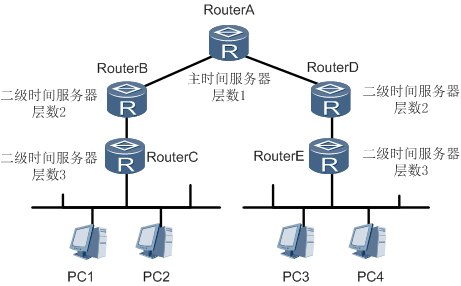 RouterA
RouterB
主时间服务器
层数1
RouterD
二级时间服务器
层数2
二级时间服务器
层数2
二级时间服务器
层数3
RouterC
RouterE
二级时间服务器
层数3
R
R
R
R
R
PC1
PC2
PC3
PC4